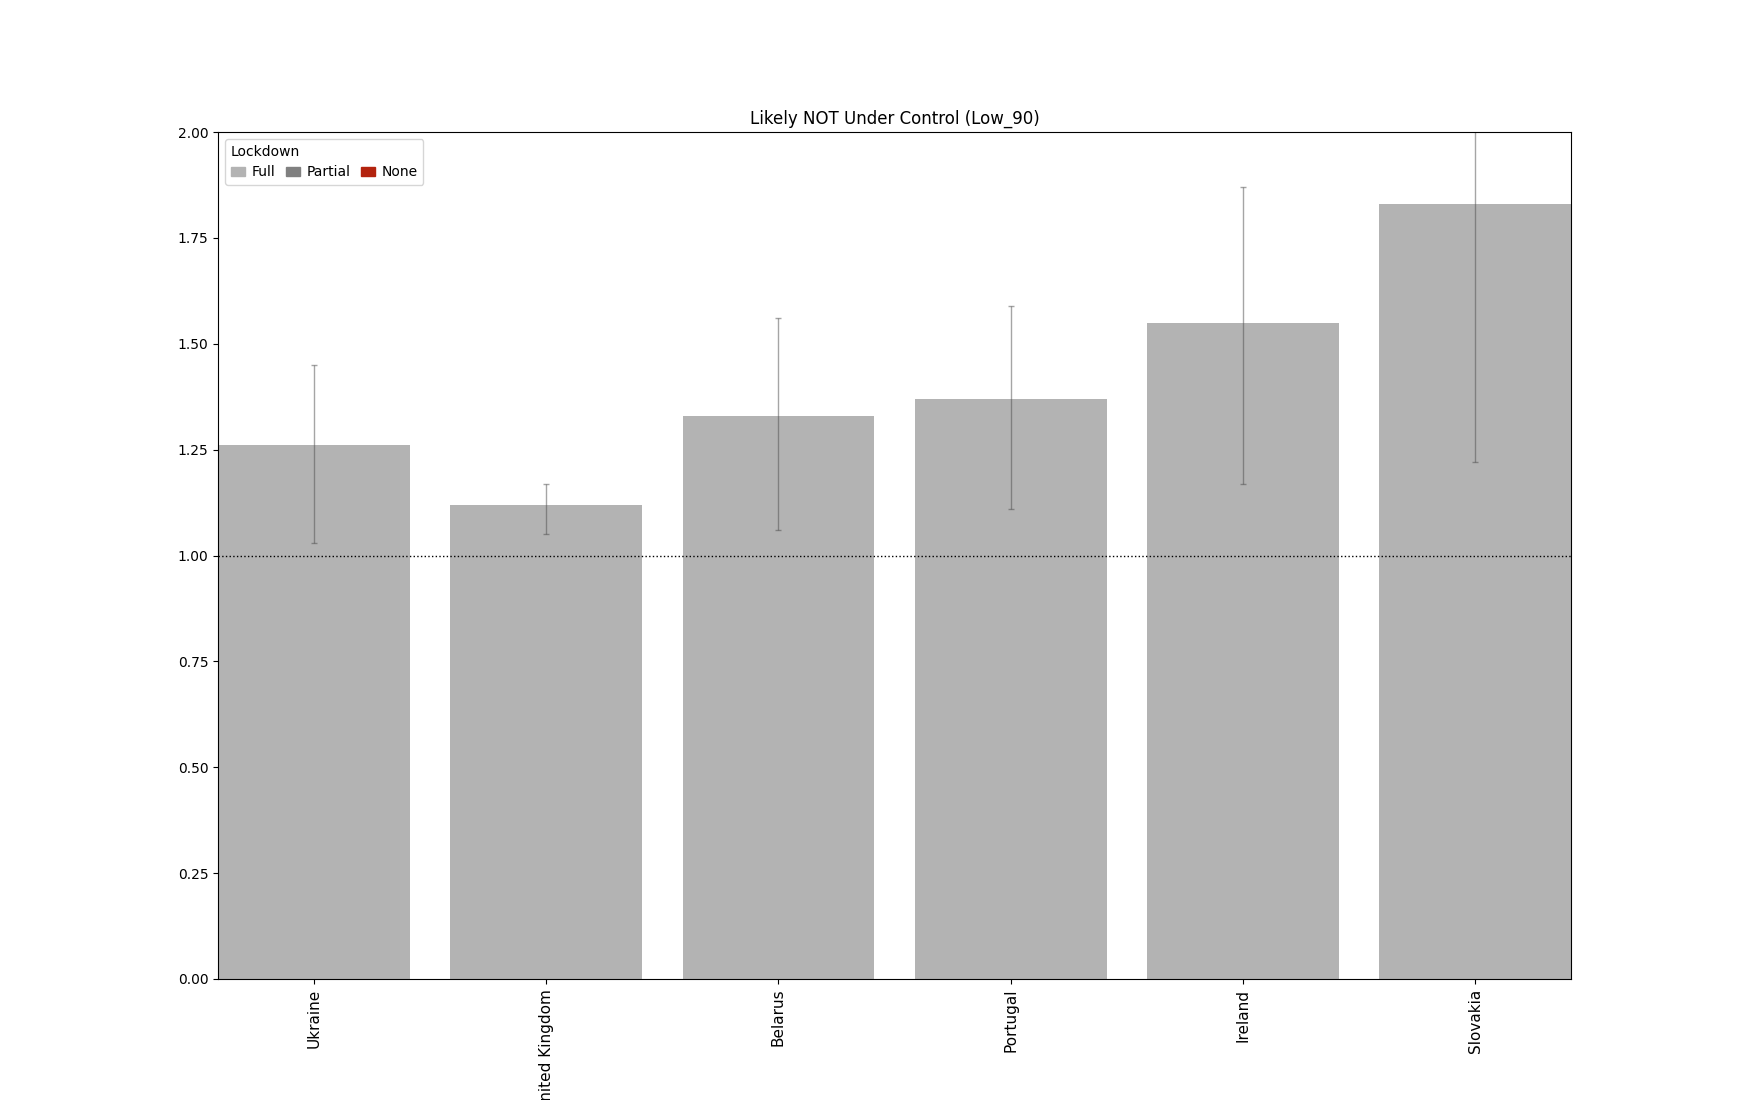 Likely NOT Under Control (Low_90)
Lockdown
Full Partial None
2.00
1.75
1.50
1.25
1.00
0.75
0.50
0.25
0.00
Ukraine
nited Kingdom
Belarus
Portugal
Ireland
Slovakia